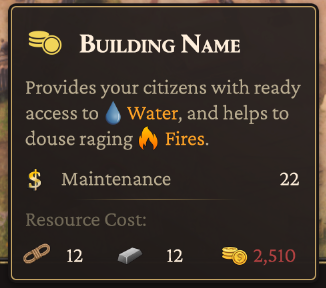 Building Name
Provides your citizens with ready
access to Water, and helps to
douse raging Fires.
$ Maintenance 22
Resource Cost:
12 12 2,510